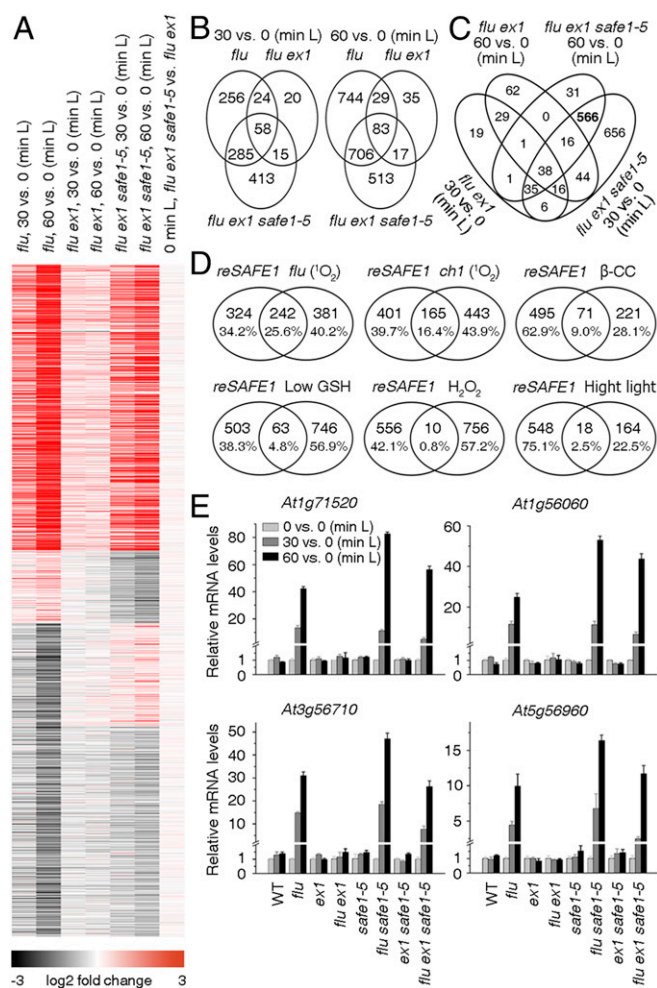 A
flu, 30 vs. 0 (min L)
flu, 60 vs. 0 (min L)
flu ex1, 30 vs. 0 (min L)
flu ex1, 60 vs. 0 (min L)
flu ex1 safe1-5, 30 vs. 0 (min L)
flu ex1 safe1-5, 60 vs. 0 (min L)
0 min L, flu ex1 safe1-5 vs. flu ex1
-3 log2 fold change 3
B
30 vs. 0 (min L)
flu flu ex1
256 24 20
58
285 15
413
flu ex1 safe1-5
60 vs. 0 (min L)
flu flu ex1
744 29 35
83
706 17
513
flu ex1 safe1-5
C
flu ex1
60 vs. 0
(min L)
flu ex1 safe1-5
60 vs. 0
(min L)
62 31
29 0 566
19 1 16 656
1 38 44
35 16
6
flu ex1
30 vs. 0
(min L)
flu ex1 safe1-5
30 vs. 0
(min L)
D
reSAFE1 flu (¹O₂)
324 242 381
34.2% 25.6% 40.2%
reSAFE1 ch1 (¹O₂)
401 165 443
39.7% 16.4% 43.9%
reSAFE1 β-CC
495 71 221
62.9% 9.0% 28.1%
reSAFE1 Low GSH
503 63 746
38.3% 4.8% 56.9%
reSAFE1 H₂O₂
556 10 756
42.1% 0.8% 57.2%
reSAFE1 Hight light
548 18 164
75.1% 2.5% 22.5%
E
At1g71520
Relative mRNA levels
80
60
40
20
1
0
0 vs. 0 (min L)
30 vs. 0 (min L)
60 vs. 0 (min L)
At1g56060
60
40
20
1
0
At3g56710
Relative mRNA levels
50
40
30
20
10
1
0
WT
flu
ex1
flu ex1
safe1-5
flu safe1-5
ex1 safe1-5
flu ex1 safe1-5
At5g56960
15
10
5
1
0
WT
flu
ex1
flu ex1
safe1-5
flu safe1-5
ex1 safe1-5
flu ex1 safe1-5